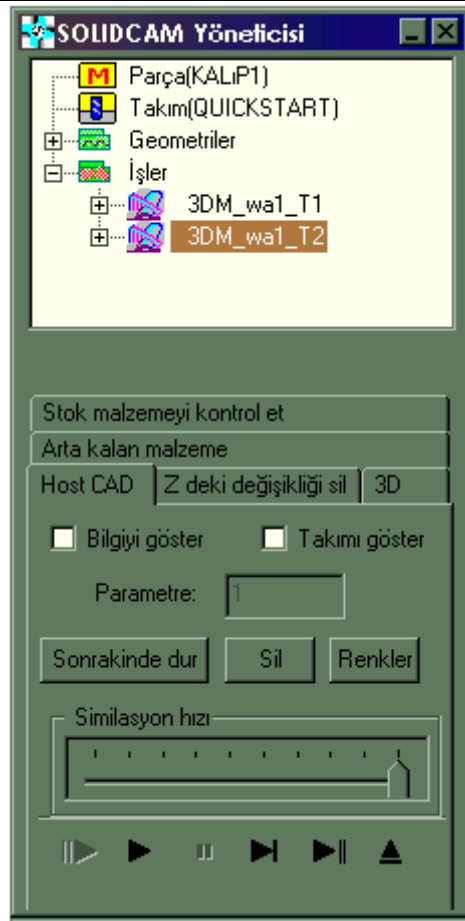 SOLIDCAM Yöneticisi
M Parça(KALıP1)
Takım(QUICKSTART)
Geometriler
İşler
3DM_wa1_T1
3DM_wa1_T2
Stok malzemeyi kontrol et
Arta kalan malzeme
Host CAD Z deki değişikliği sil 3D
Bilgiyi göster Takımı göster
Parametre: 1
Sonrakinde dur Sil Renkler
Similasyon hızı